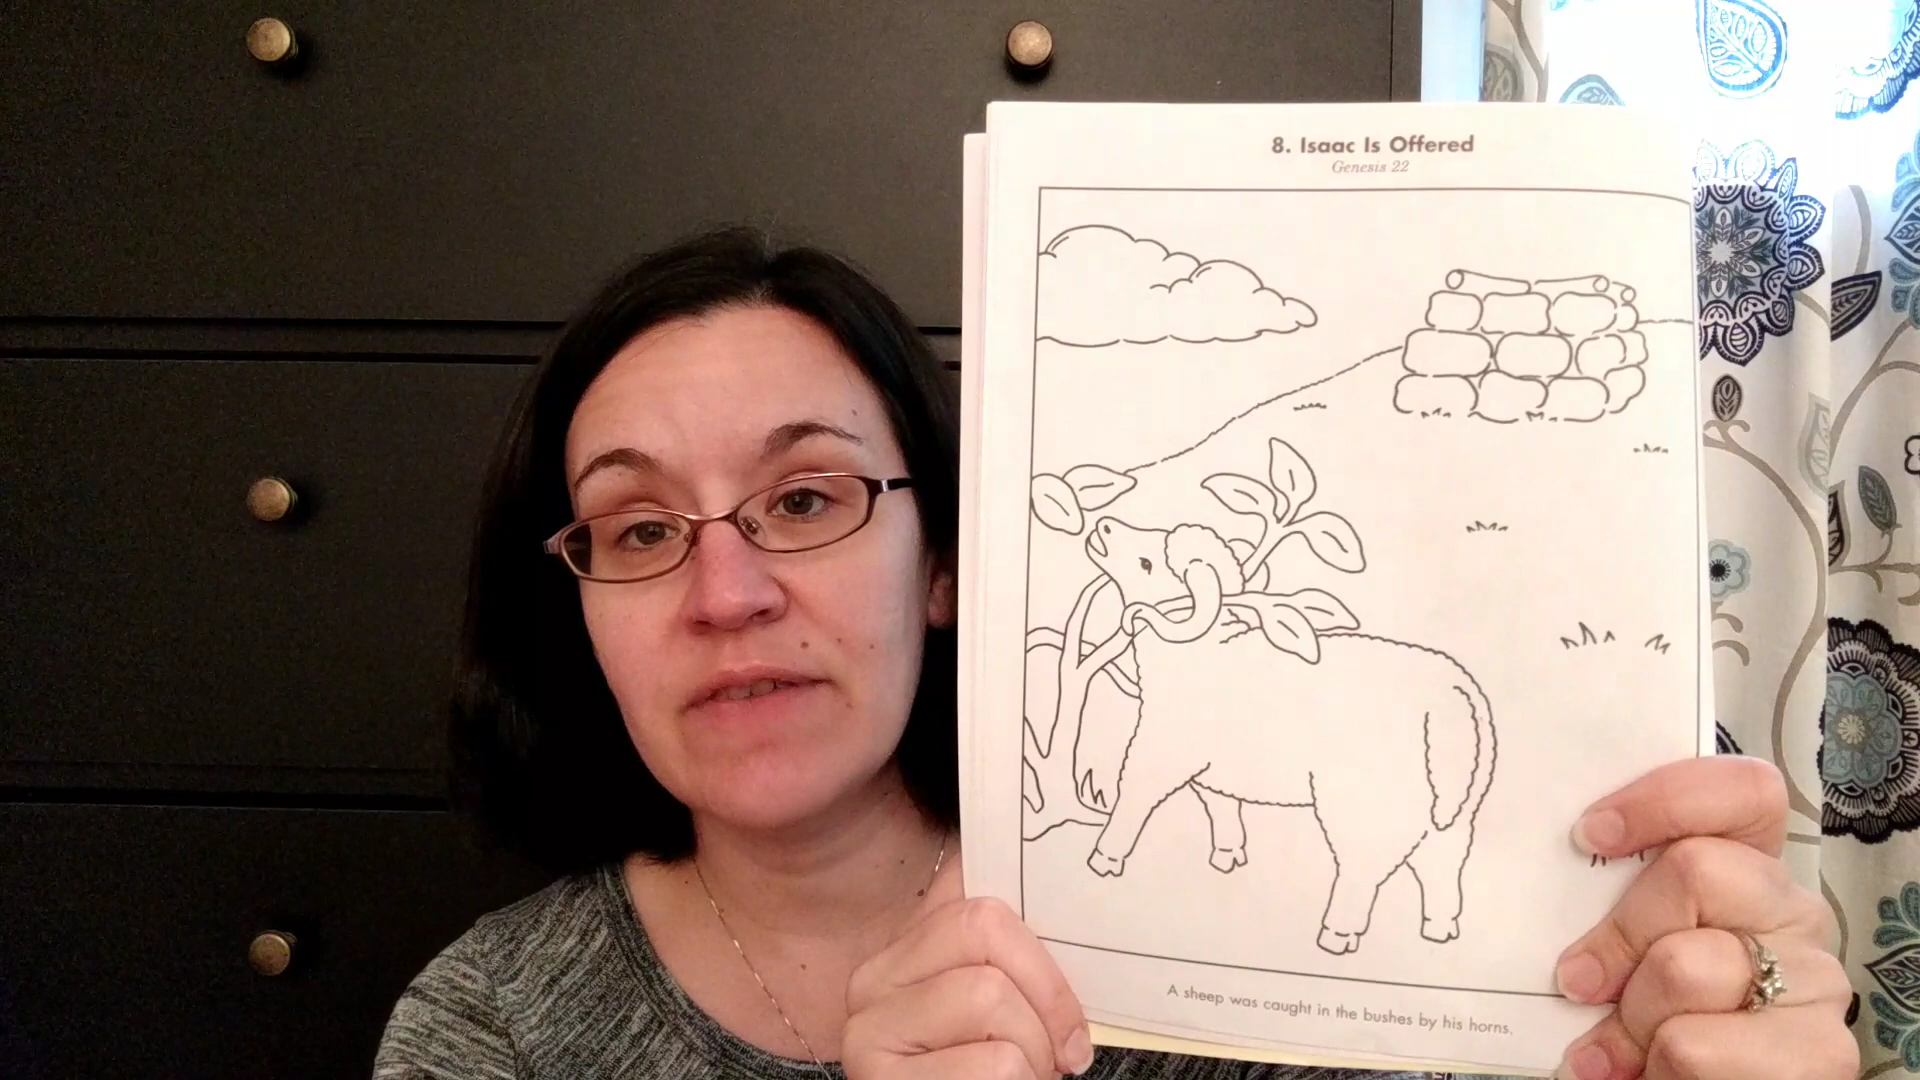 8. Isaac Is Offered
Genesis 22
A sheep was caught in the bushes by his horns.